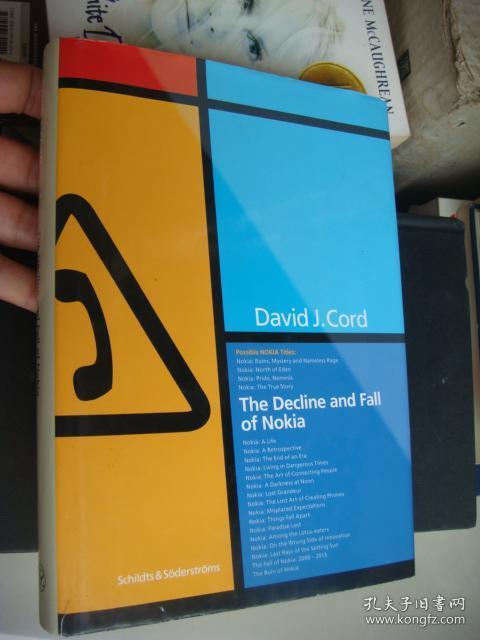 NE McCAUGHREAN
David J. Cord
Possible NOKIA Titles:
Nokia: Ruins, Mystery and Nameless Rage
Nokia: North of Eden
Nokia: Pride, Nemesis
Nokia: The True Story
The Decline and Fall
of Nokia
Nokia: A Life
Nokia: A Retrospective
Nokia: The End of an Era
Nokia: Living in Dangerous Times
Nokia: The Art of Connecting People
Nokia: A Darkness at Noon
Nokia: Lost Grandeur
Nokia: The Lost Art of Creating Phones
Nokia: Misplaced Expectations
Nokia: Things Fall Apart
Nokia: Paradise Lost
Nokia: Among the Lotus-eaters
Nokia: On the Wrong Side of Innovation
Nokia: Last Rays of the Setting Sun
The Fall of Nokia: 2006 - 2013
The Ruin of Nokia
Schildts & Söderströms
孔夫子旧书网
www.kongfz.com